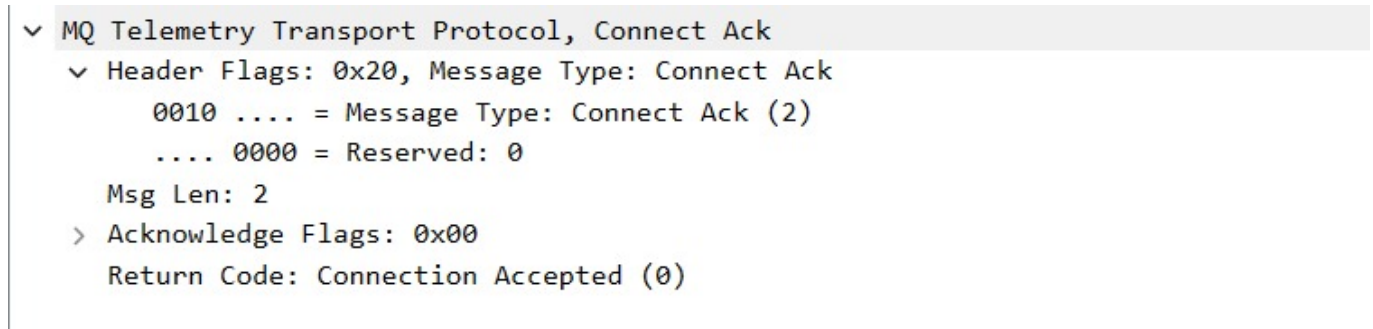 MQ Telemetry Transport Protocol, Connect Ack
Header Flags: 0x20, Message Type: Connect Ack
0010 .... = Message Type: Connect Ack (2)
.... 0000 = Reserved: 0
Msg Len: 2
Acknowledge Flags: 0x00
Return Code: Connection Accepted (0)